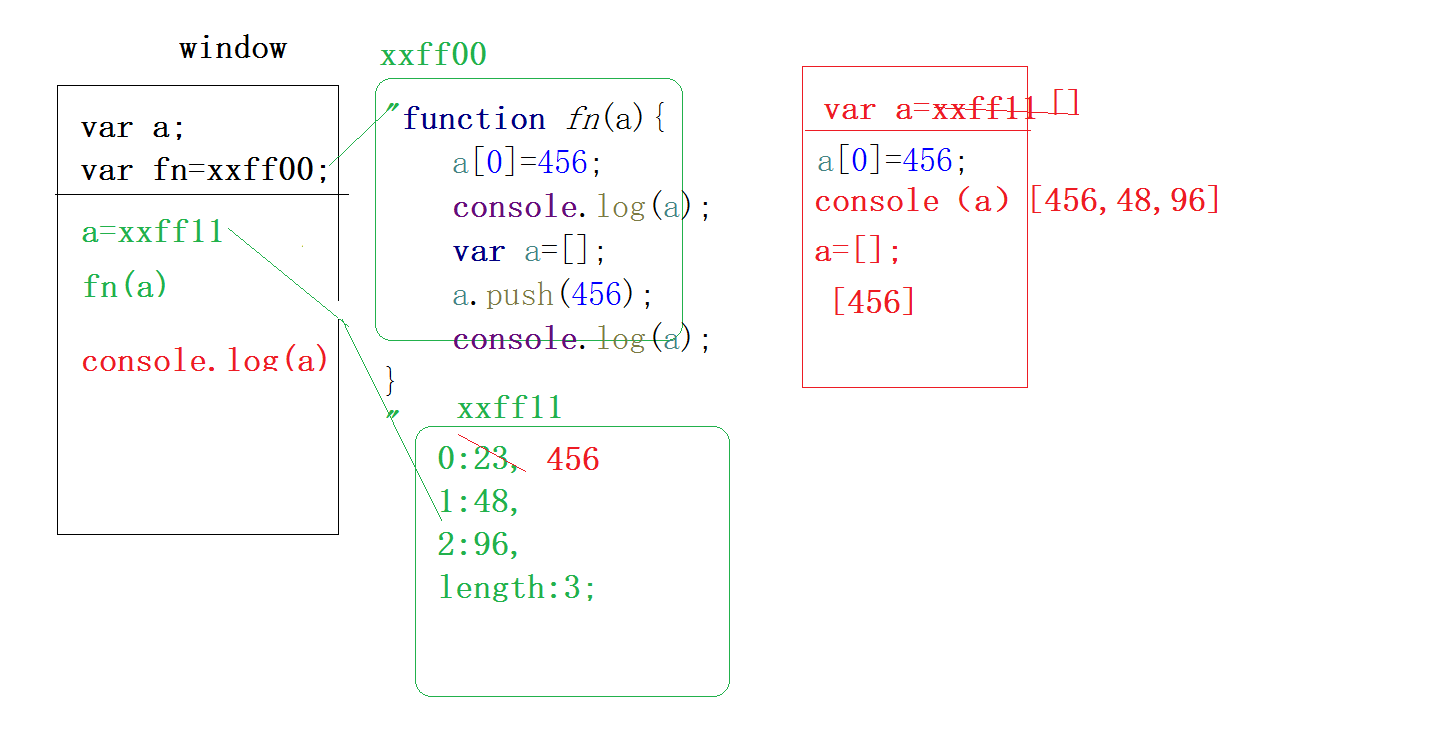 window
var a;
var fn=xxff00;
a=xxff11
fn(a)
console.log(a)
xxff00
"function fn(a){
a[0]=456;
console.log(a);
var a=[];
a.push(456);
console.log(a);
}
"
xxff11
0:23, 456
1:48,
2:96,
length:3;
var a=xxff11 []
a[0]=456;
console（a）[456,48,96]
a=[];
[456]